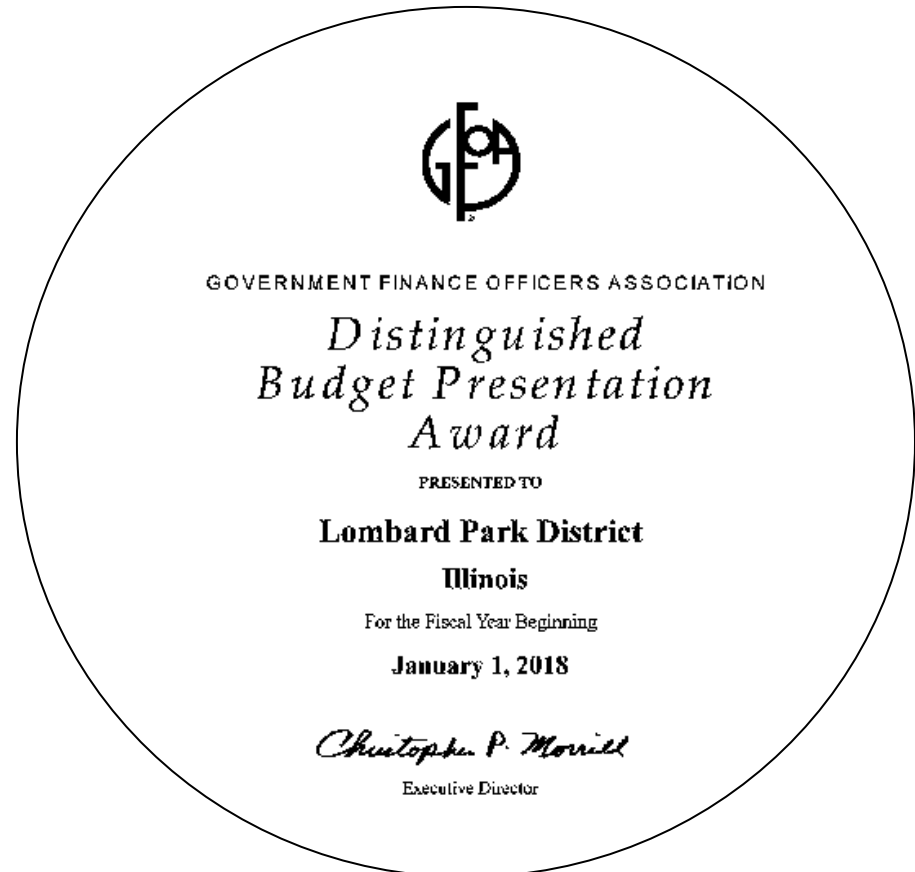 GFOA
GOVERNMENT FINANCE OFFICERS ASSOCIATION
Distinguished
Budget Presentation
Award
PRESENTED TO
Lombard Park District
Illinois
For the Fiscal Year Beginning
January 1, 2018
Christopher P. Morrill
Executive Director